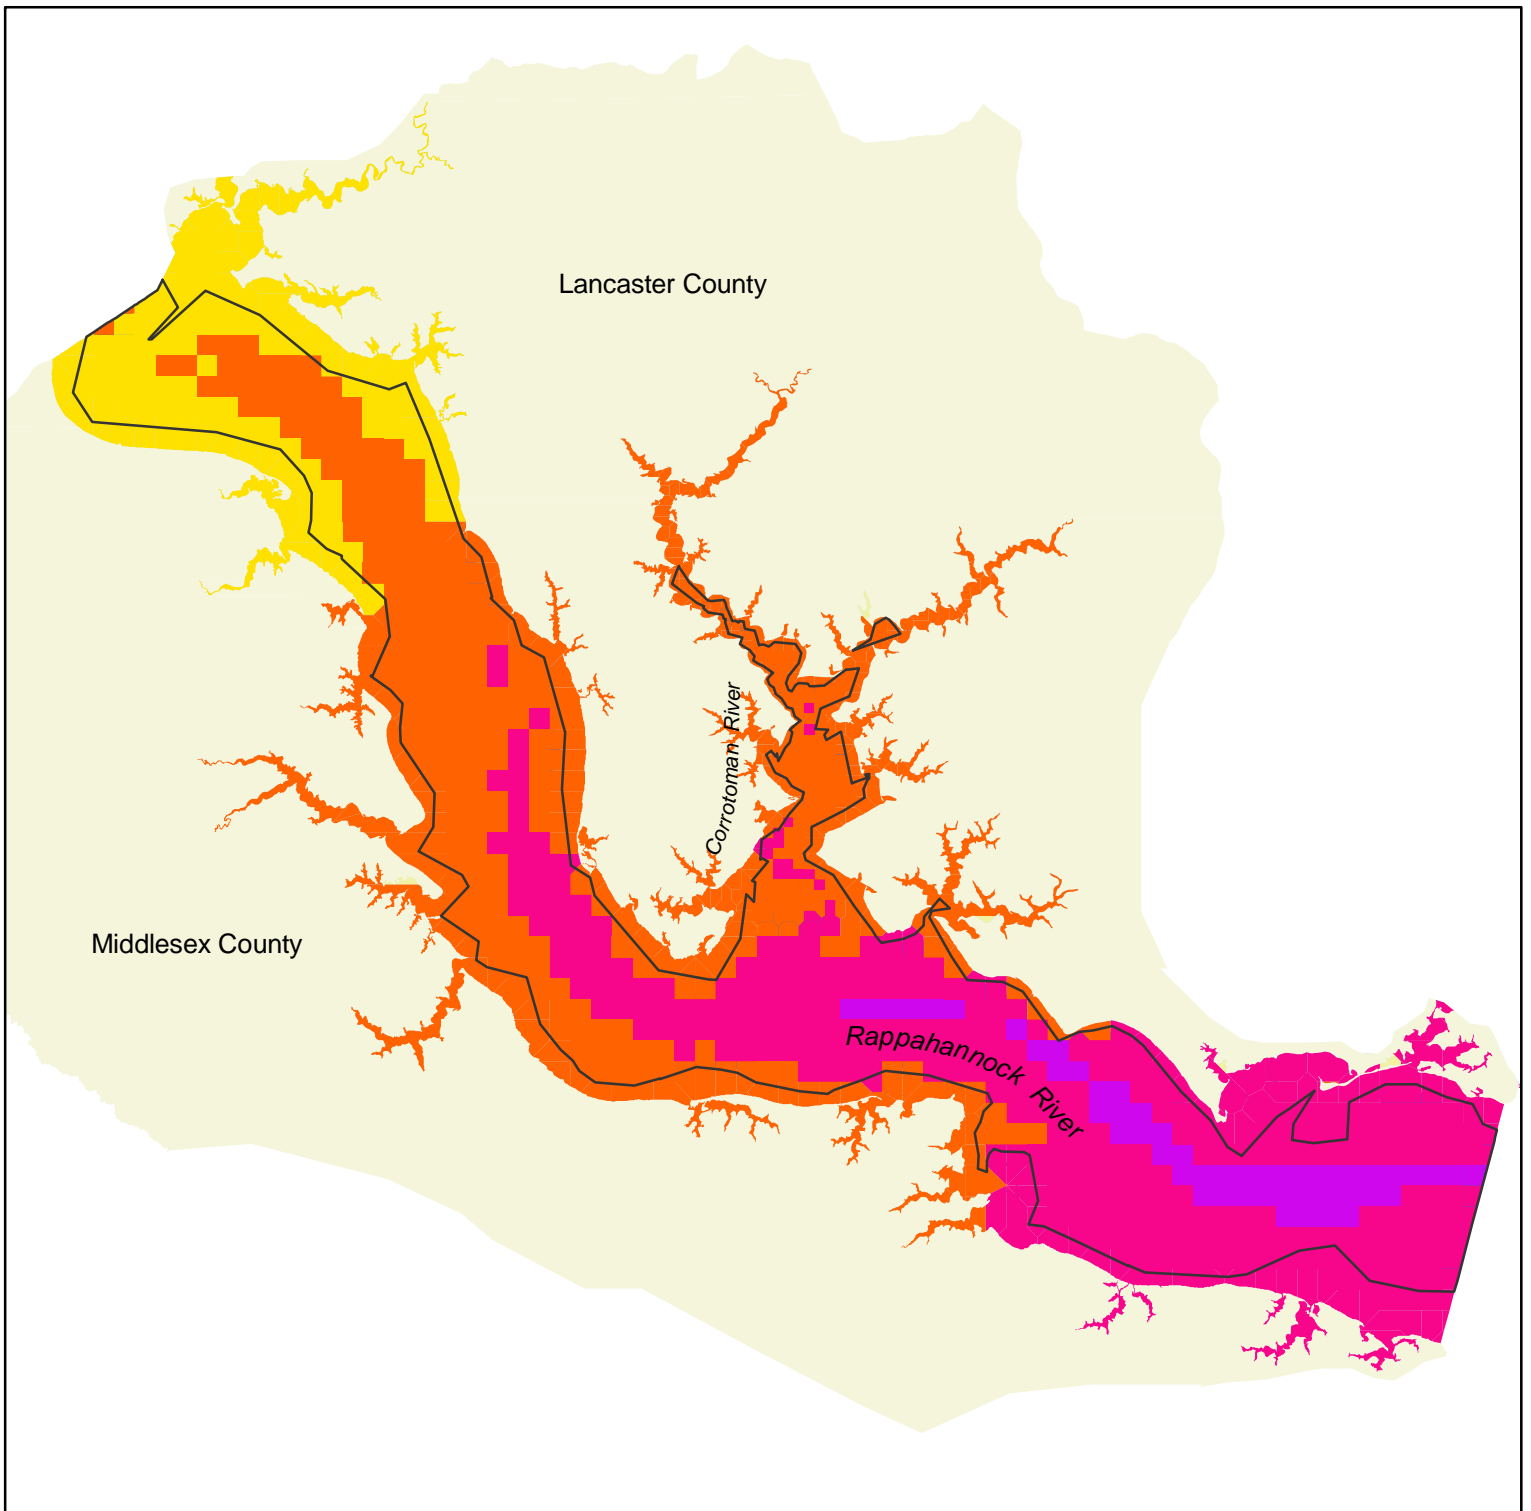 Lancaster County
Corrotoman River
Middlesex County
Rappahannock River